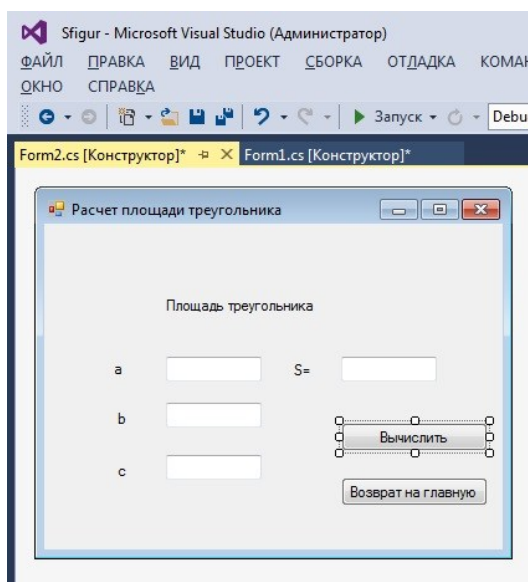 Sfigur - Microsoft Visual Studio (Администратор)
ФАЙЛ ПРАВКА ВИД ПРОЕКТ СБОРКА ОТЛАДКА
ОКНО СПРАВКА
Запуск
Form2.cs [Конструктор]* Form1.cs [Конструктор]*
Расчет площади треугольника
Площадь треугольника
a S=
b
Вычислить
c
Возврат на главную